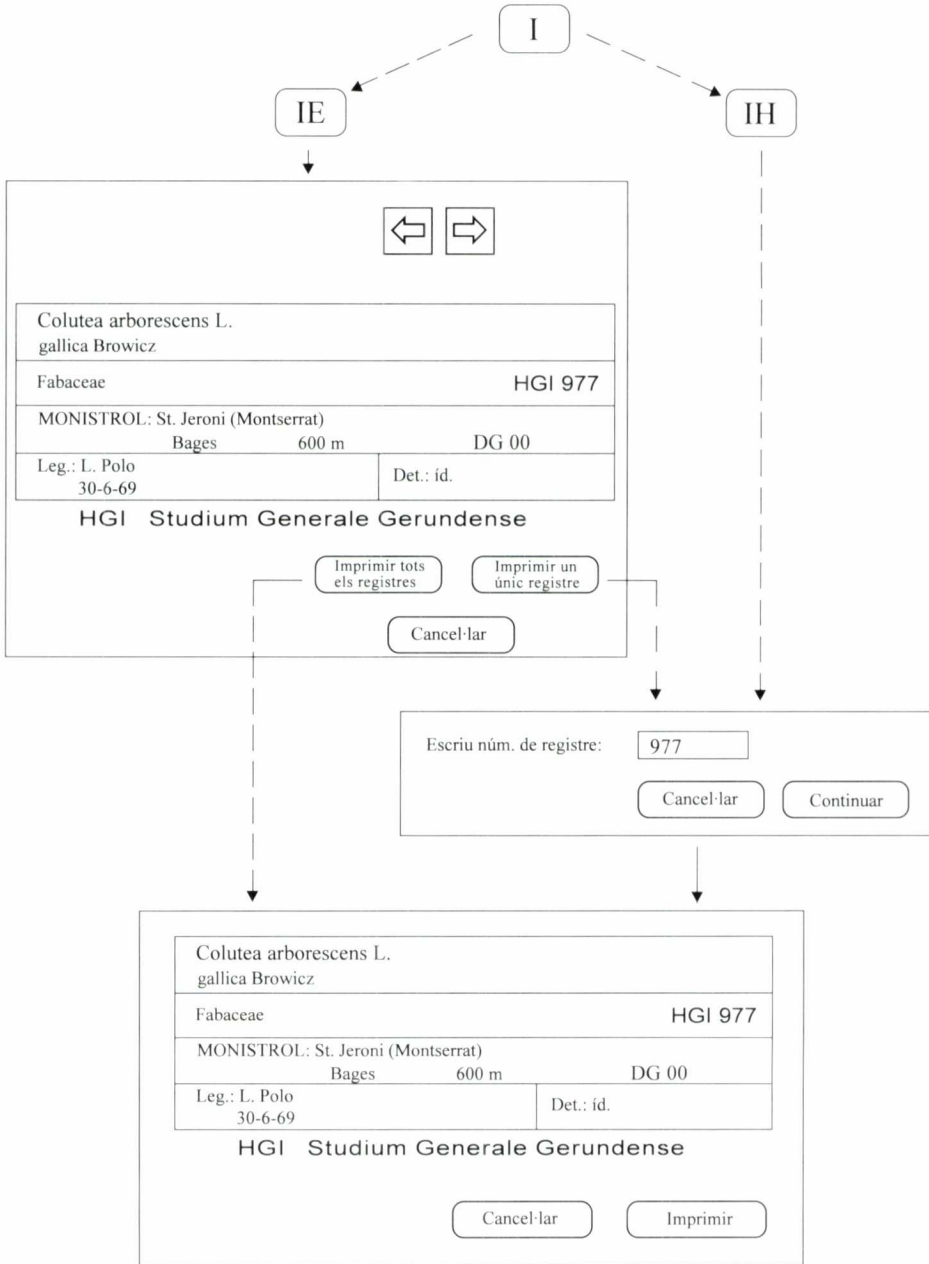 I
IE
IH
Colutea arborescens L.
gallica Browicz
Fabaceae HGI 977
MONISTROL: St. Jeroni (Montserrat)
Bages 600 m DG 00
Leg.: L. Polo
30-6-69
Det.: íd.
HGI Studium Generale Gerundense
Imprimir tots
els registres
Imprimir un
únic registre
Cancel·lar
Escriu núm. de registre: 977
Cancel·lar Continuar
Colutea arborescens L.
gallica Browicz
Fabaceae HGI 977
MONISTROL: St. Jeroni (Montserrat)
Bages 600 m DG 00
Leg.: L. Polo
30-6-69
Det.: íd.
HGI Studium Generale Gerundense
Cancel·lar Imprimir